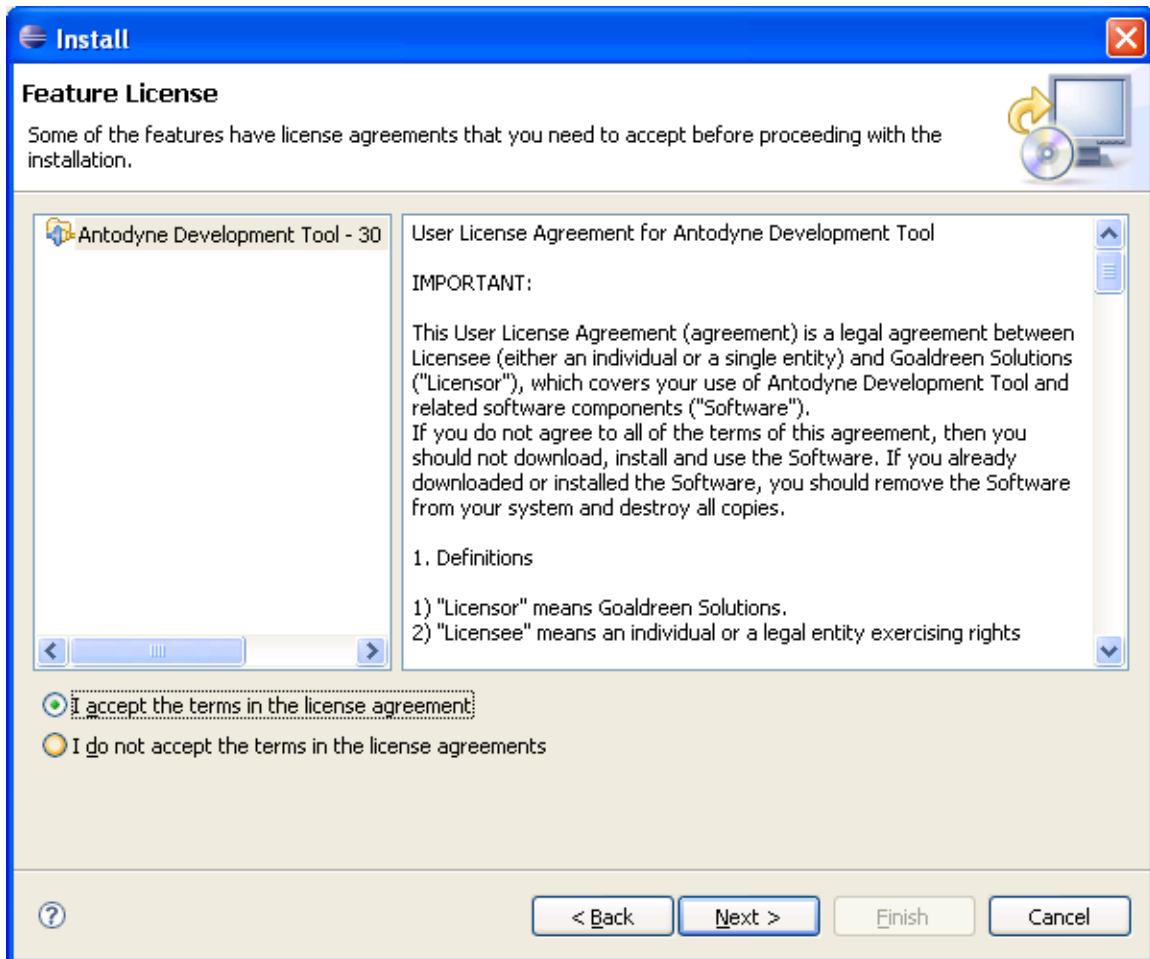 Install
Feature License
Some of the features have license agreements that you need to accept before proceeding with the
installation.
Antodyne Development Tool - 30
User License Agreement for Antodyne Development Tool
IMPORTANT:
This User License Agreement (agreement) is a legal agreement between
Licensee (either an individual or a single entity) and Goaldreen Solutions
("Licensor"), which covers your use of Antodyne Development Tool and
related software components ("Software").
If you do not agree to all of the terms of this agreement, then you
should not download, install and use the Software. If you already
downloaded or installed the Software, you should remove the Software
from your system and destroy all copies.
1. Definitions
1) "Licensor" means Goaldreen Solutions.
2) "Licensee" means an individual or a legal entity exercising rights
I accept the terms in the license agreement
I do not accept the terms in the license agreements
? < Back Next > Finish Cancel